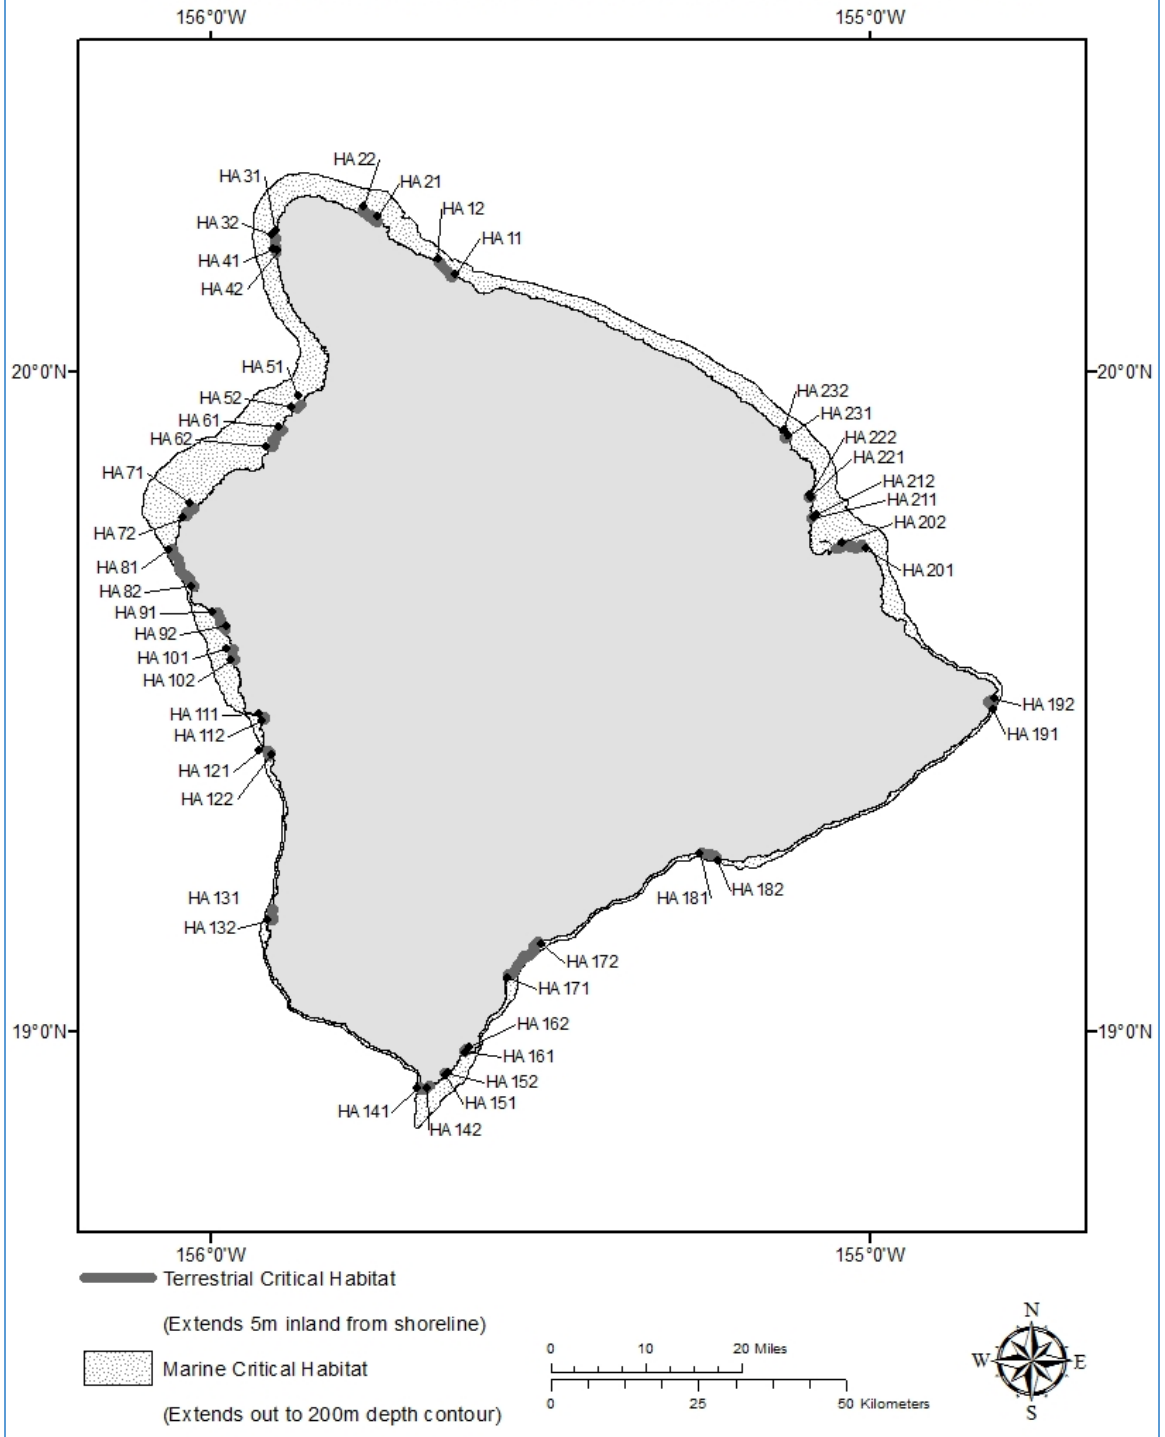 156°0'W 155°0'W
HA 22
HA 31
HA 21
HA 12
HA 32
HA 11
HA 41
HA 42
HA 51
20°0'N 20°0'N
HA 232
HA 52
HA 231
HA 61
HA 62
HA 222
HA 221
HA 71
HA 212
HA 211
HA 202
HA 72
HA 81
HA 201
HA 82
HA 91
HA 92
HA 101
HA 102
HA 192
HA 111
HA 112
HA 191
HA 121
HA 122
HA 182
HA 181
HA 131
HA 132
HA 172
HA 171
HA 162
19°0'N 19°0'N
HA 161
HA 152
HA 151
HA 141
HA 142
156°0'W 155°0'W
Terrestrial Critical Habitat
(Extends 5m inland from shoreline)
Marine Critical Habitat
(Extends out to 200m depth contour)
0 10 20 Miles
0 25 50 Kilometers
N
W E
S